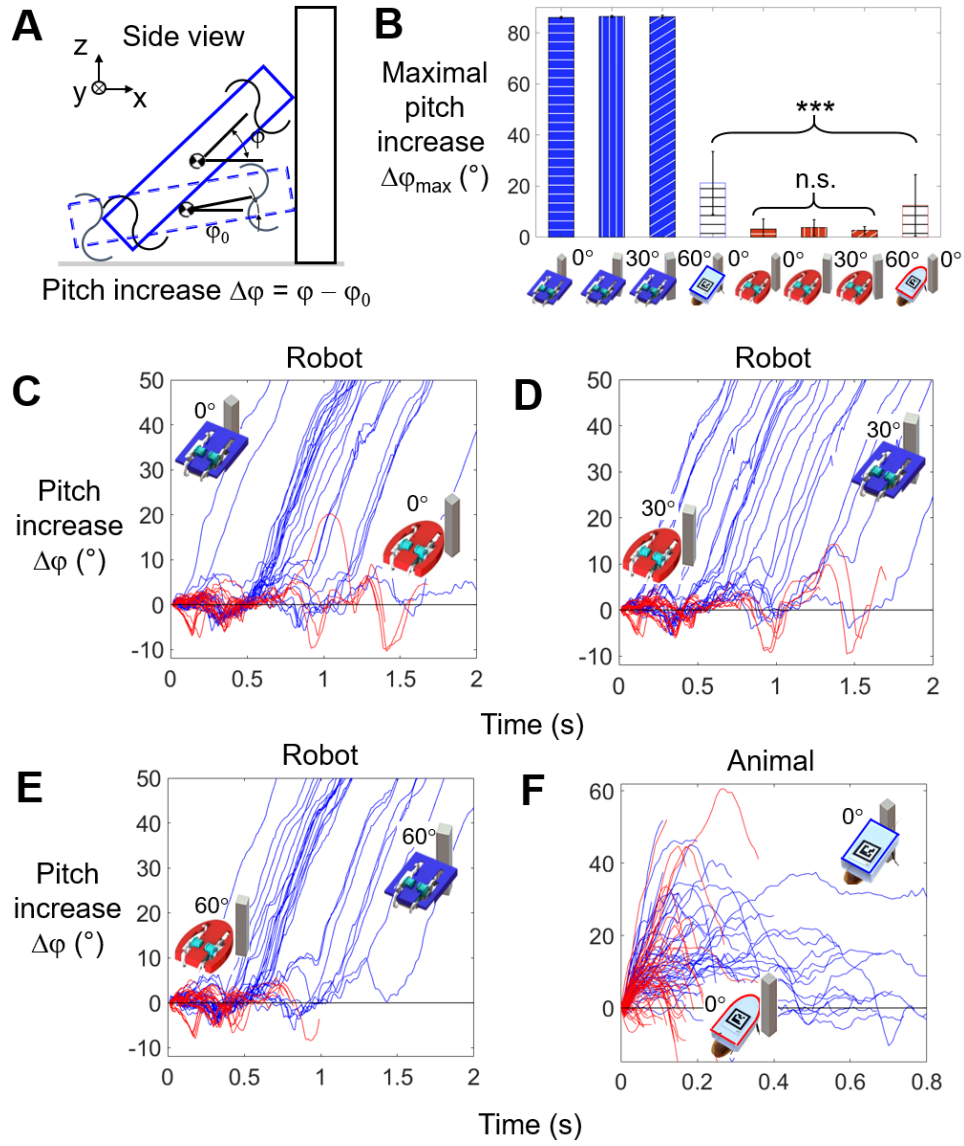 A
Side view
z
y
x
φ
φ₀
Pitch increase Δφ = φ − φ₀
B
Maximal
pitch
increase
Δφmax (°)
80
60
40
20
0
***
n.s.
0° 30° 60° 0° 0° 30° 60° 0°
C
Robot
Pitch
increase
Δφ (°)
50
40
30
20
10
0
-10
0 0.5 1 1.5 2
0°
0°
D
Robot
50
40
30
20
10
0
-10
0 0.5 1 1.5 2
30°
30°
Time (s)
E
Robot
Pitch
increase
Δφ (°)
50
40
30
20
10
0
-10
0 0.5 1 1.5 2
60°
60°
F
Animal
60
40
20
0
0 0.2 0.4 0.6 0.8
0°
0°
Time (s)